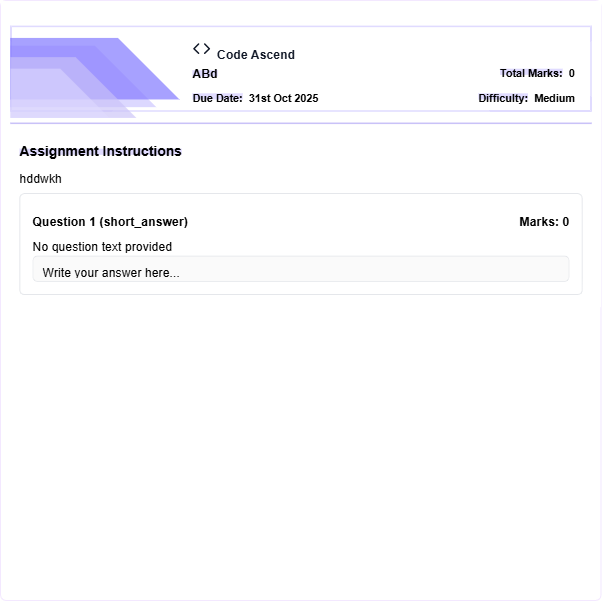 Code Ascend
ABd
Total Marks: 0
Due Date: 31st Oct 2025
Difficulty: Medium
Assignment Instructions
hddwkh
Question 1 (short_answer)
Marks: 0
No question text provided
Write your answer here...